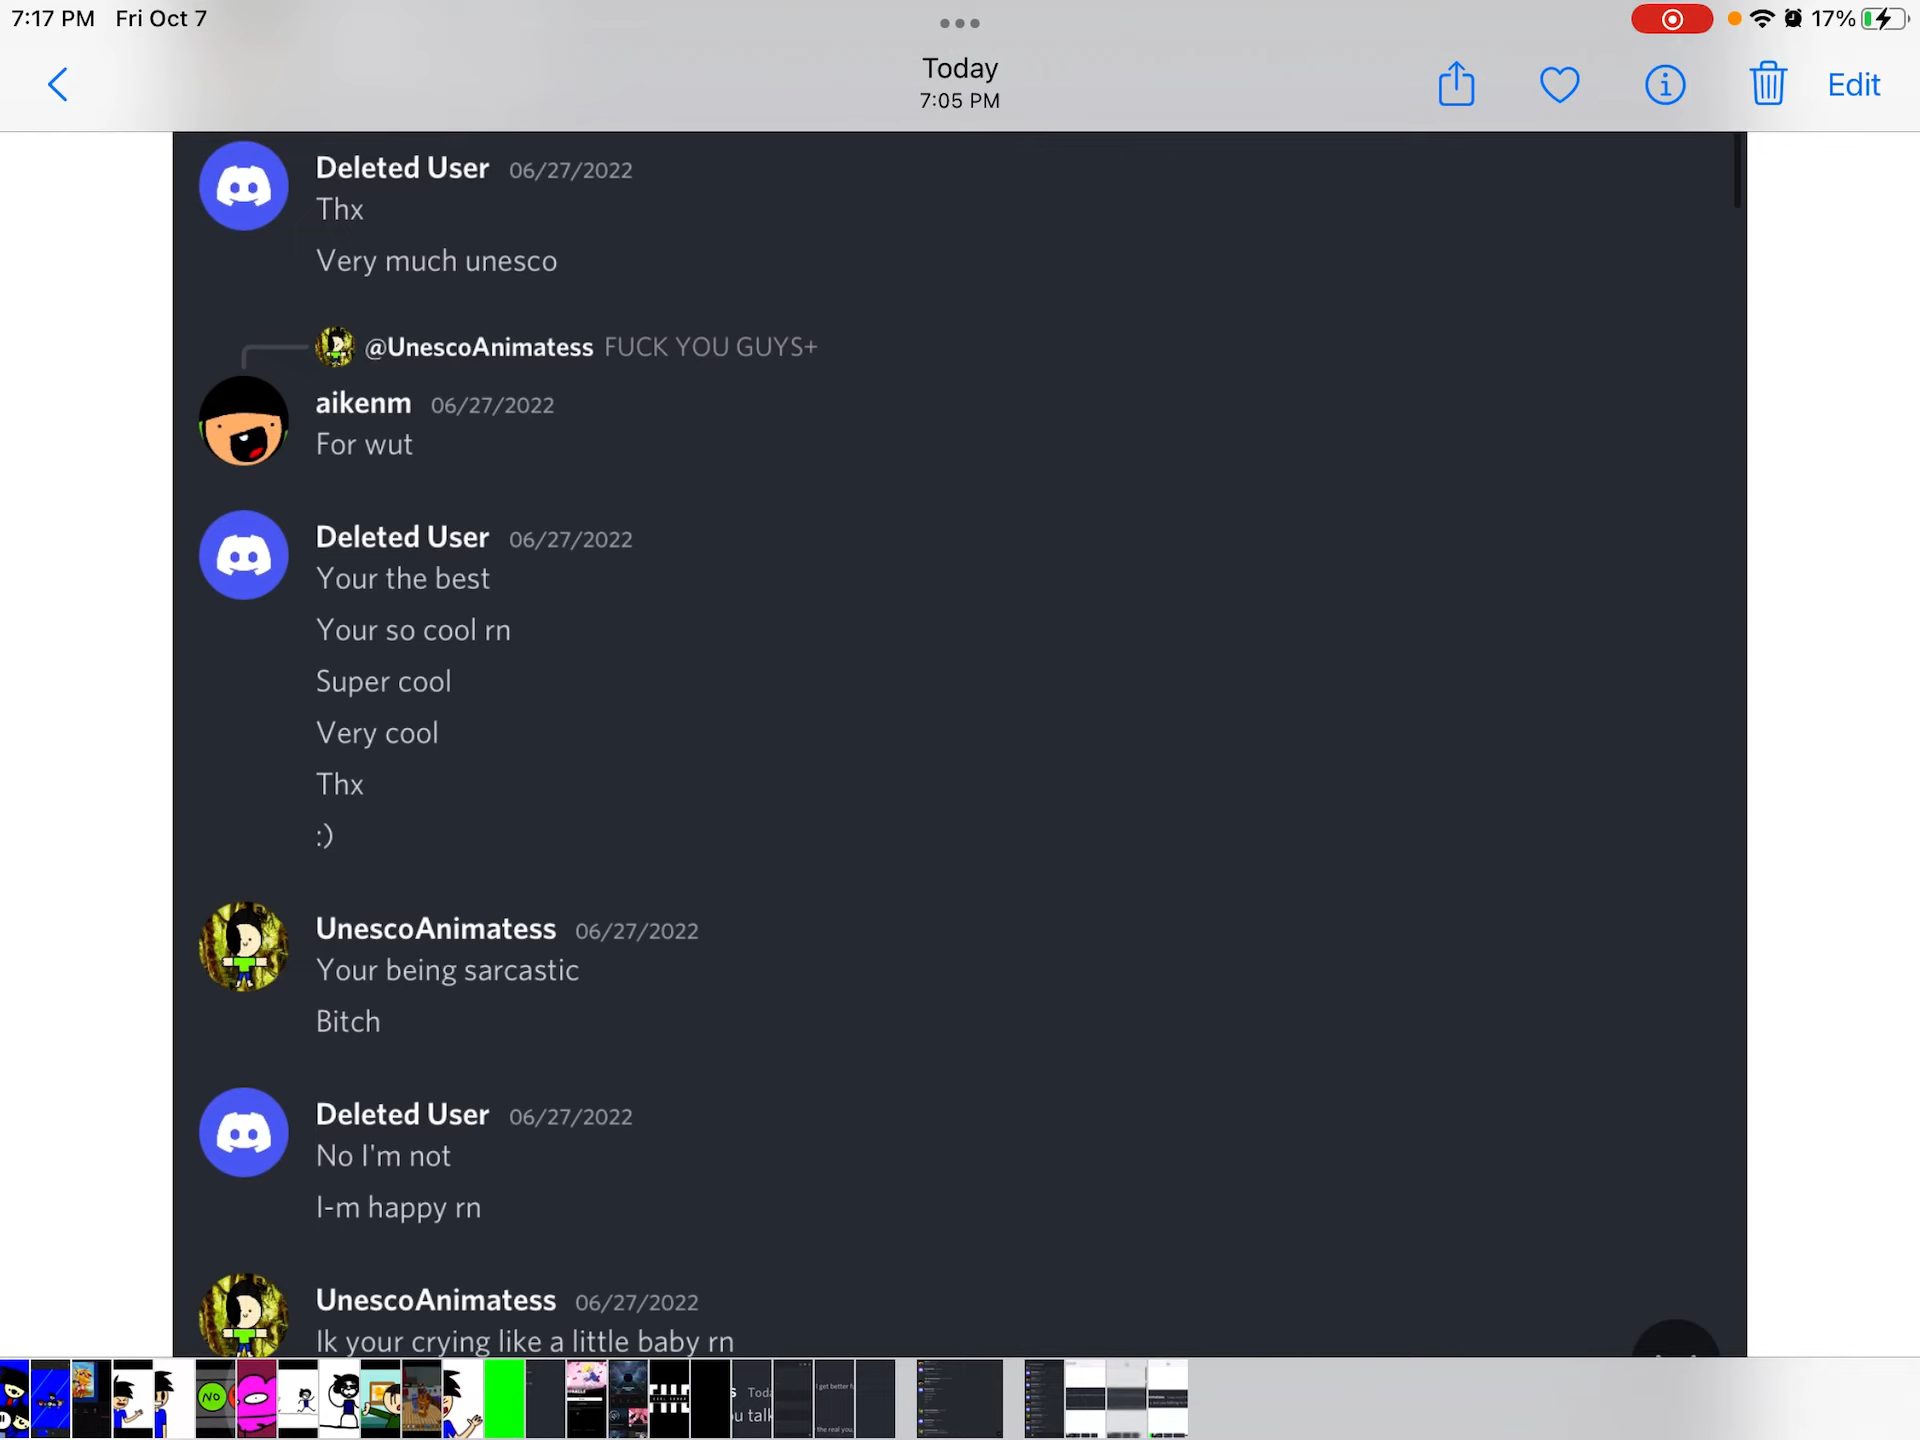 7:17 PM Fri Oct 7
17%
Today
7:05 PM
Edit
Deleted User 06/27/2022
Thx
Very much unesco
@UnescoAnimatess FUCK YOU GUYS+
aikenm 06/27/2022
For wut
Deleted User 06/27/2022
Your the best
Your so cool rn
Super cool
Very cool
Thx
:)
UnescoAnimatess 06/27/2022
Your being sarcastic
Bitch
Deleted User 06/27/2022
No I'm not
I-m happy rn
UnescoAnimatess 06/27/2022
Ik your crying like a little baby rn
NO